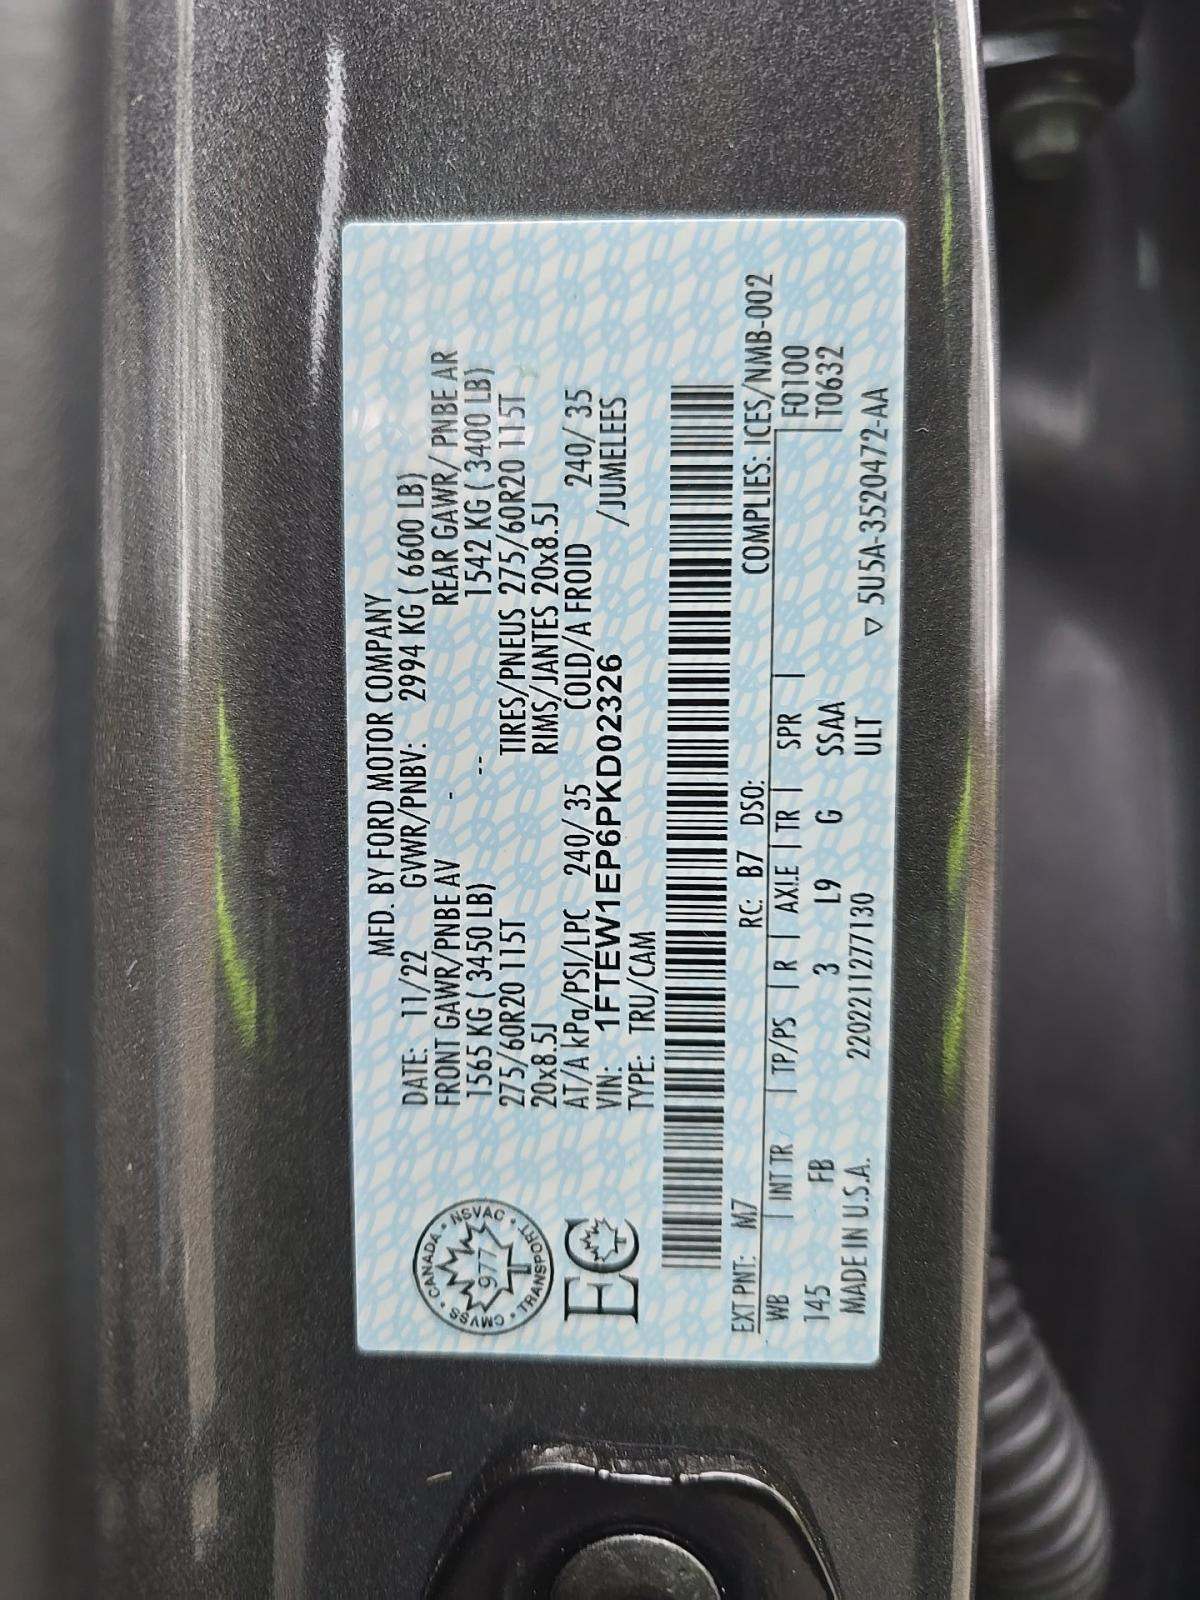 MFD. BY FORD MOTOR COMPANY
DATE: 11/22 GVWR/PNBV: 2994 KG ( 6600 LB)
FRONT GAWR/PNBE AV - REAR GAWR/ PNBE AR
1565 KG ( 3450 LB) -- 1542 KG ( 3400 LB)
275/60R20 115T TIRES/PNEUS 275/60R20 115T
20x8.5J RIMS/JANTES 20x8.5J
AT/A kPa/PSI/LPC 240/ 35 COLD/A FROID 240/ 35
VIN: 1FTEW1EP6PKD02326 /JUMELEES
TYPE: TRU/CAM
CANADA • NSVAC • TRANSPORT • CMVSS •
977
EC
RC: B7 DSO: COMPLIES: ICES/NMB-002
EXT PNT: M7 F0100
WB | INT TR | TP/PS | R | AXLE | TR | SPR | T0632
145 FB 3 L9 G SSAA
MADE IN U.S.A. 220221127​7130 ULT ▽ 5U5A-3520472-AA